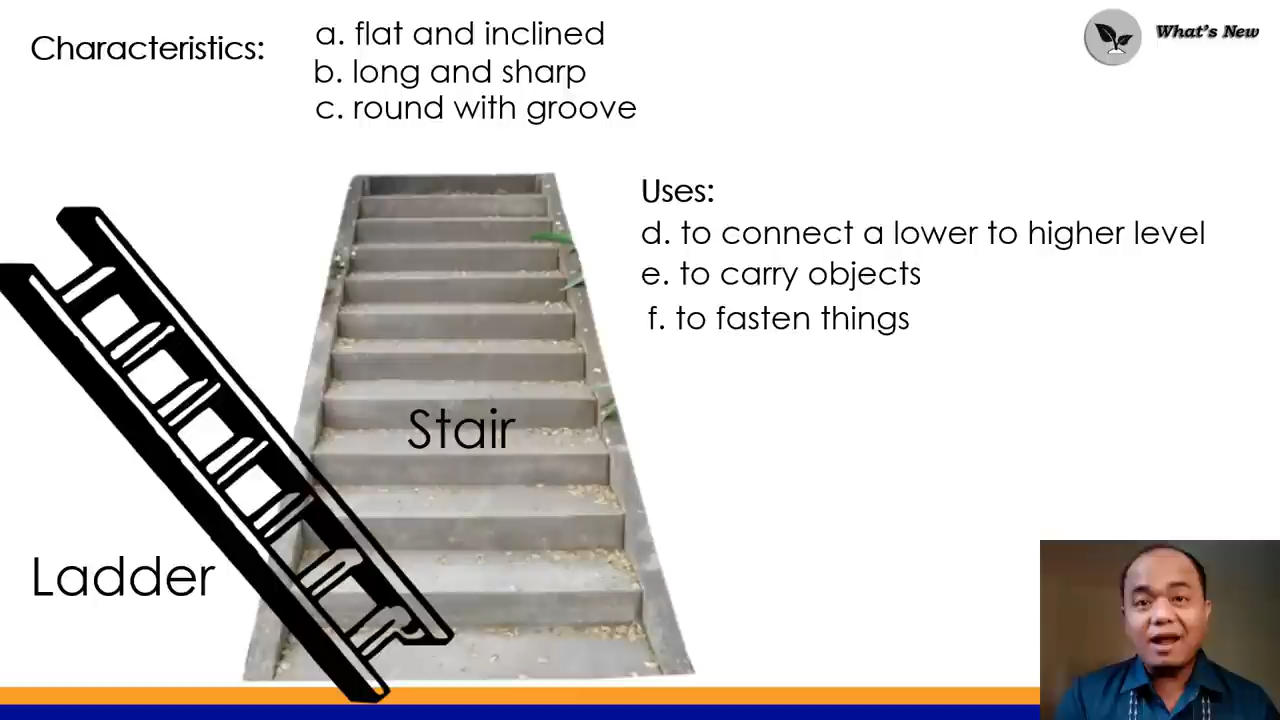 Characteristics:
a. flat and inclined
b. long and sharp
c. round with groove
What's New
Uses:
d. to connect a lower to higher level
e. to carry objects
f. to fasten things
Stair
Ladder